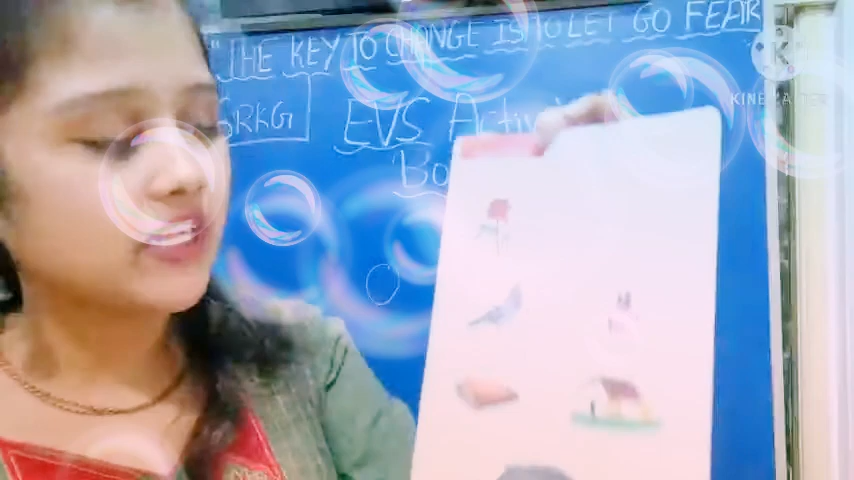 "THE KEY TO CHANGE IS TO LET GO FEAR
SRKG
EVS Activi
Bo
KINEMASTER